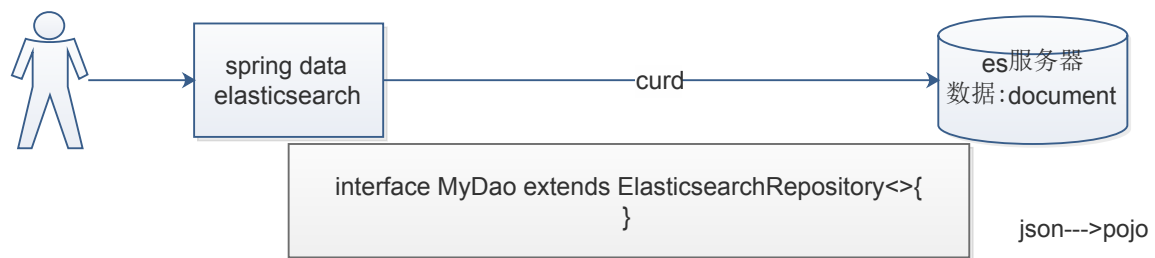 spring data
elasticsearch
curd
es服务器
数据:document
interface MyDao extends ElasticsearchRepository<>{
}
json--->pojo